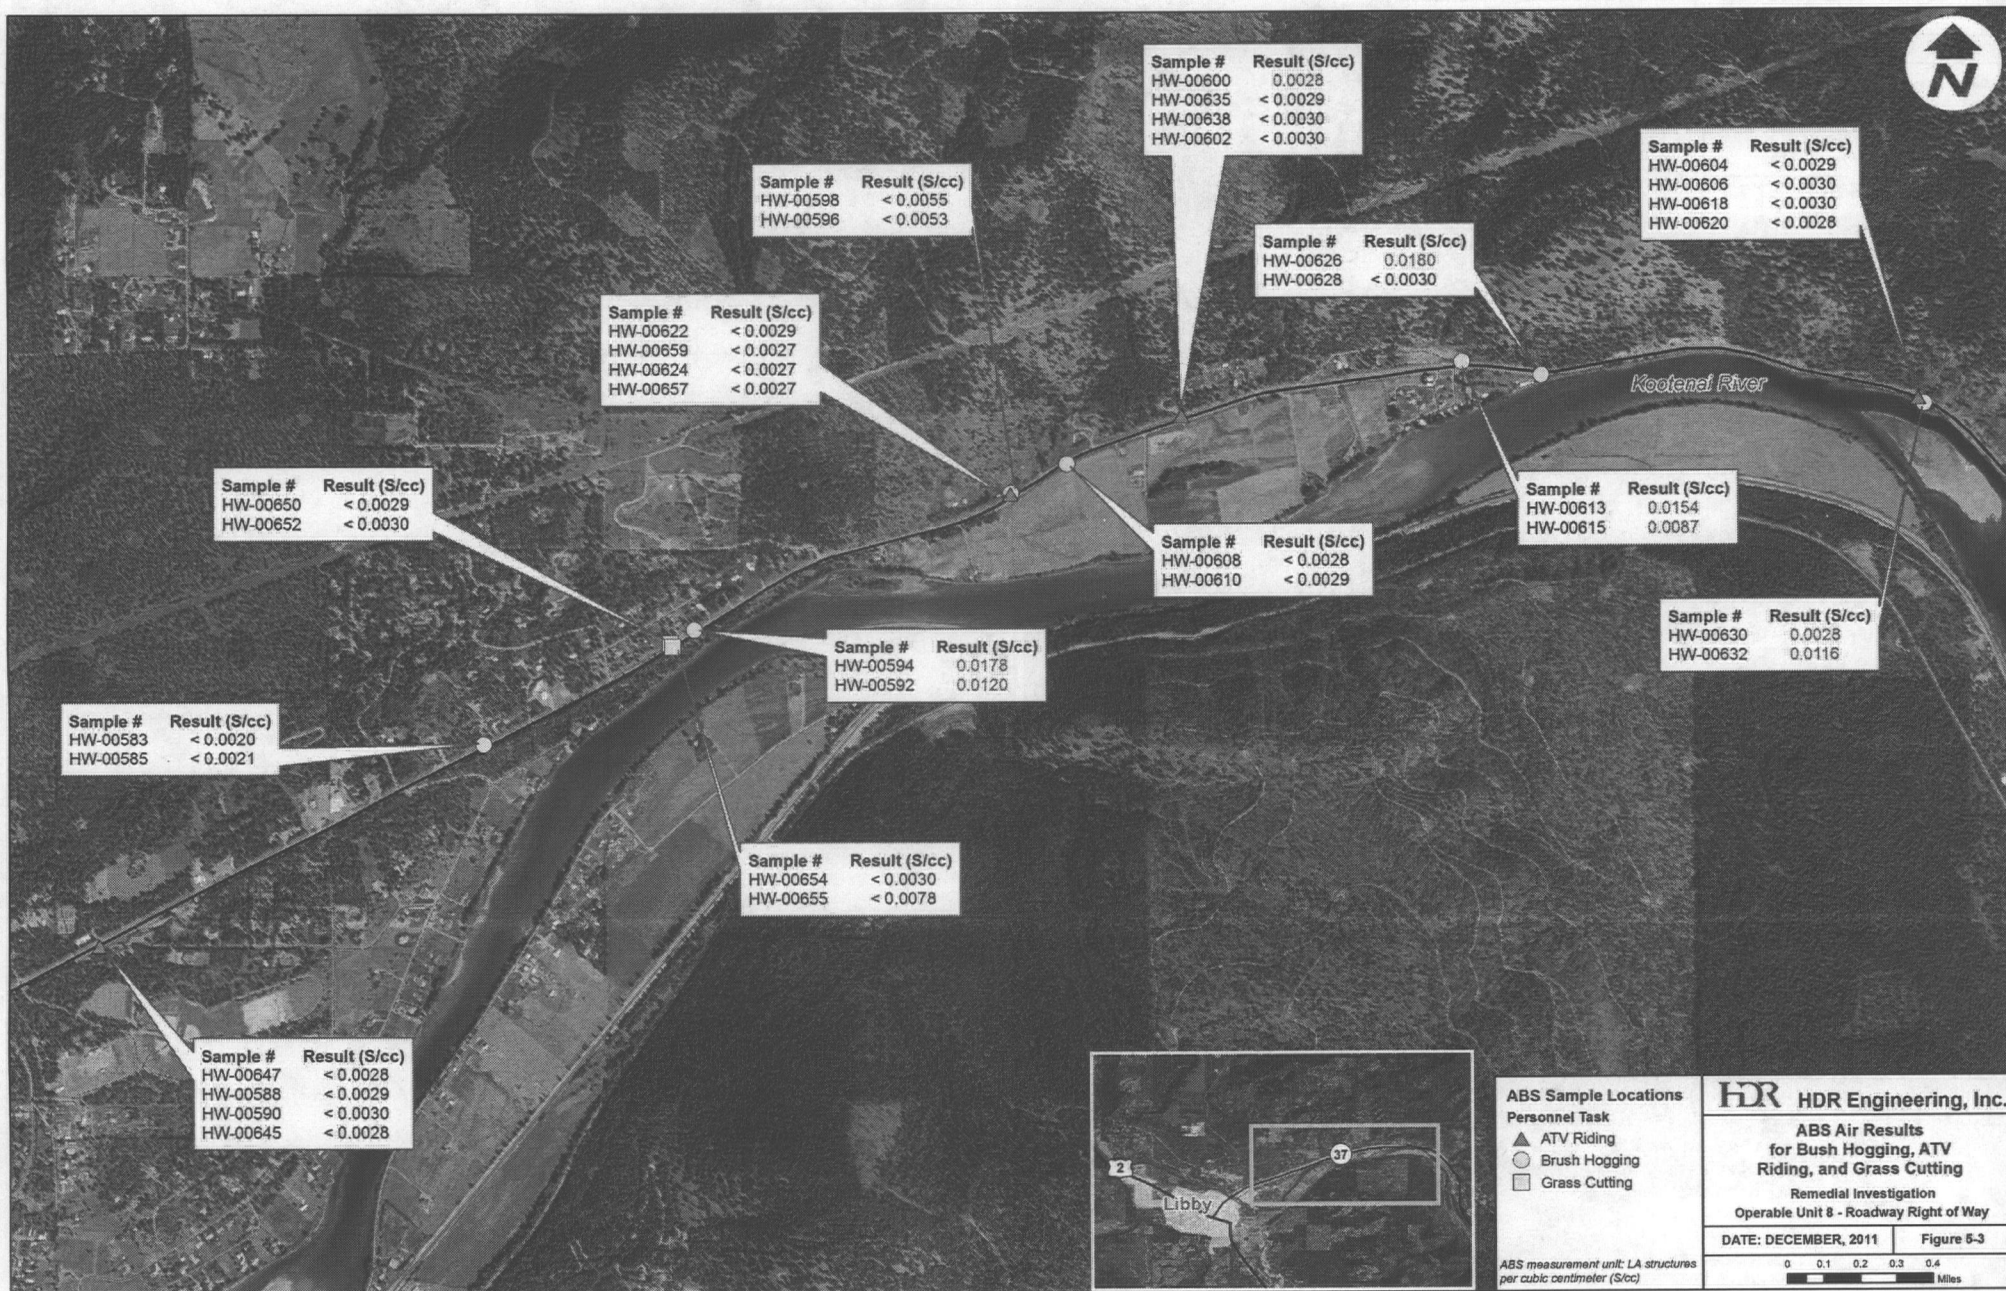 N
Sample # Result (S/cc)
HW-00600 0.0028
HW-00635 < 0.0029
HW-00638 < 0.0030
HW-00602 < 0.0030
Sample # Result (S/cc)
HW-00604 < 0.0029
HW-00606 < 0.0030
HW-00618 < 0.0030
HW-00620 < 0.0028
Sample # Result (S/cc)
HW-00598 < 0.0055
HW-00596 < 0.0053
Sample # Result (S/cc)
HW-00626 0.0180
HW-00628 < 0.0030
Sample # Result (S/cc)
HW-00622 < 0.0029
HW-00659 < 0.0027
HW-00624 < 0.0027
HW-00657 < 0.0027
Kootenai River
Sample # Result (S/cc)
HW-00650 < 0.0029
HW-00652 < 0.0030
Sample # Result (S/cc)
HW-00613 0.0154
HW-00615 0.0087
Sample # Result (S/cc)
HW-00608 < 0.0028
HW-00610 < 0.0029
Sample # Result (S/cc)
HW-00630 0.0028
HW-00632 0.0116
Sample # Result (S/cc)
HW-00594 0.0178
HW-00592 0.0120
Sample # Result (S/cc)
HW-00583 < 0.0020
HW-00585 < 0.0021
Sample # Result (S/cc)
HW-00654 < 0.0030
HW-00655 < 0.0078
Sample # Result (S/cc)
HW-00647 < 0.0028
HW-00588 < 0.0029
HW-00590 < 0.0030
HW-00645 < 0.0028
2
37
Libby
ABS Sample Locations
Personnel Task
ATV Riding
Brush Hogging
Grass Cutting
ABS measurement unit: LA structures
per cubic centimeter (S/cc)
HDR HDR Engineering, Inc.
ABS Air Results
for Bush Hogging, ATV
Riding, and Grass Cutting
Remedial Investigation
Operable Unit 8 - Roadway Right of Way
DATE: DECEMBER, 2011 Figure 5-3
0 0.1 0.2 0.3 0.4
Miles